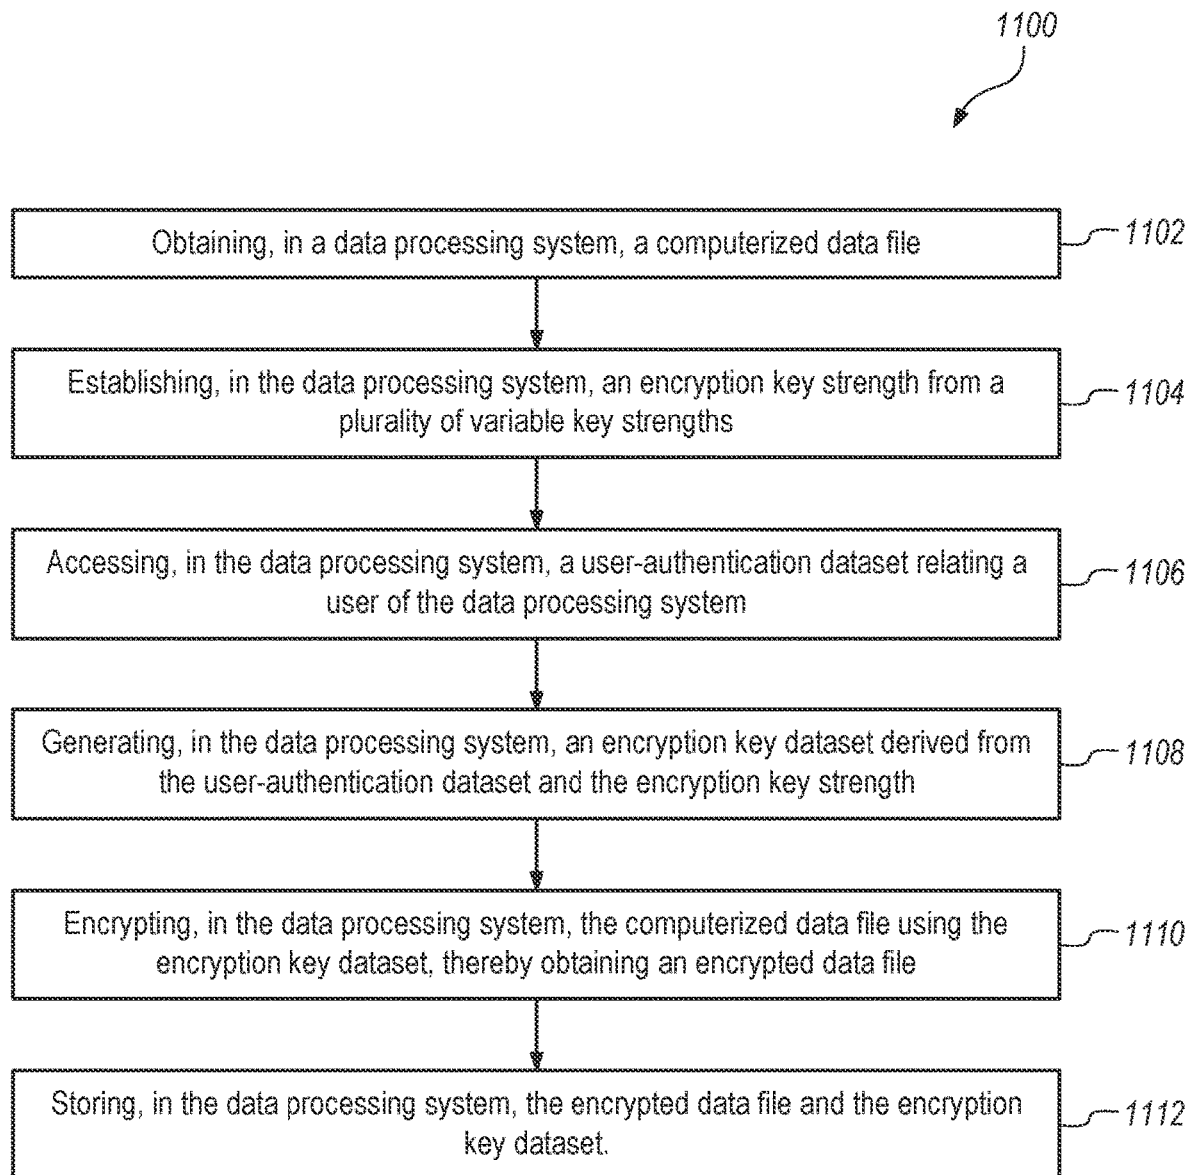 1100
Obtaining, in a data processing system, a computerized data file
1102
Establishing, in the data processing system, an encryption key strength from a
plurality of variable key strengths
1104
Accessing, in the data processing system, a user-authentication dataset relating a
user of the data processing system
1106
Generating, in the data processing system, an encryption key dataset derived from
the user-authentication dataset and the encryption key strength
1108
Encrypting, in the data processing system, the computerized data file using the
encryption key dataset, thereby obtaining an encrypted data file
1110
Storing, in the data processing system, the encrypted data file and the encryption
key dataset.
1112